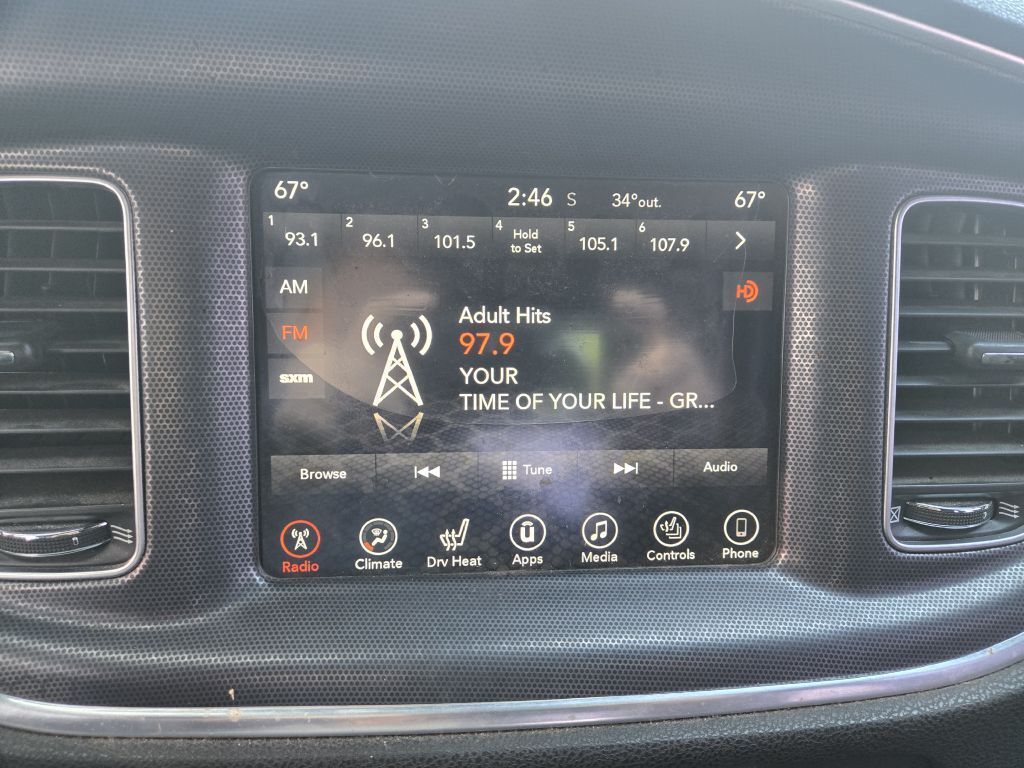 67° 2:46 S 34°out. 67°
1 93.1 2 96.1 3 101.5 4 Hold to Set 5 105.1 6 107.9
AM
HD
FM
sxm
Adult Hits
97.9
YOUR
TIME OF YOUR LIFE - GR...
Browse Tune Audio
Radio Climate Drv Heat Apps Media Controls Phone